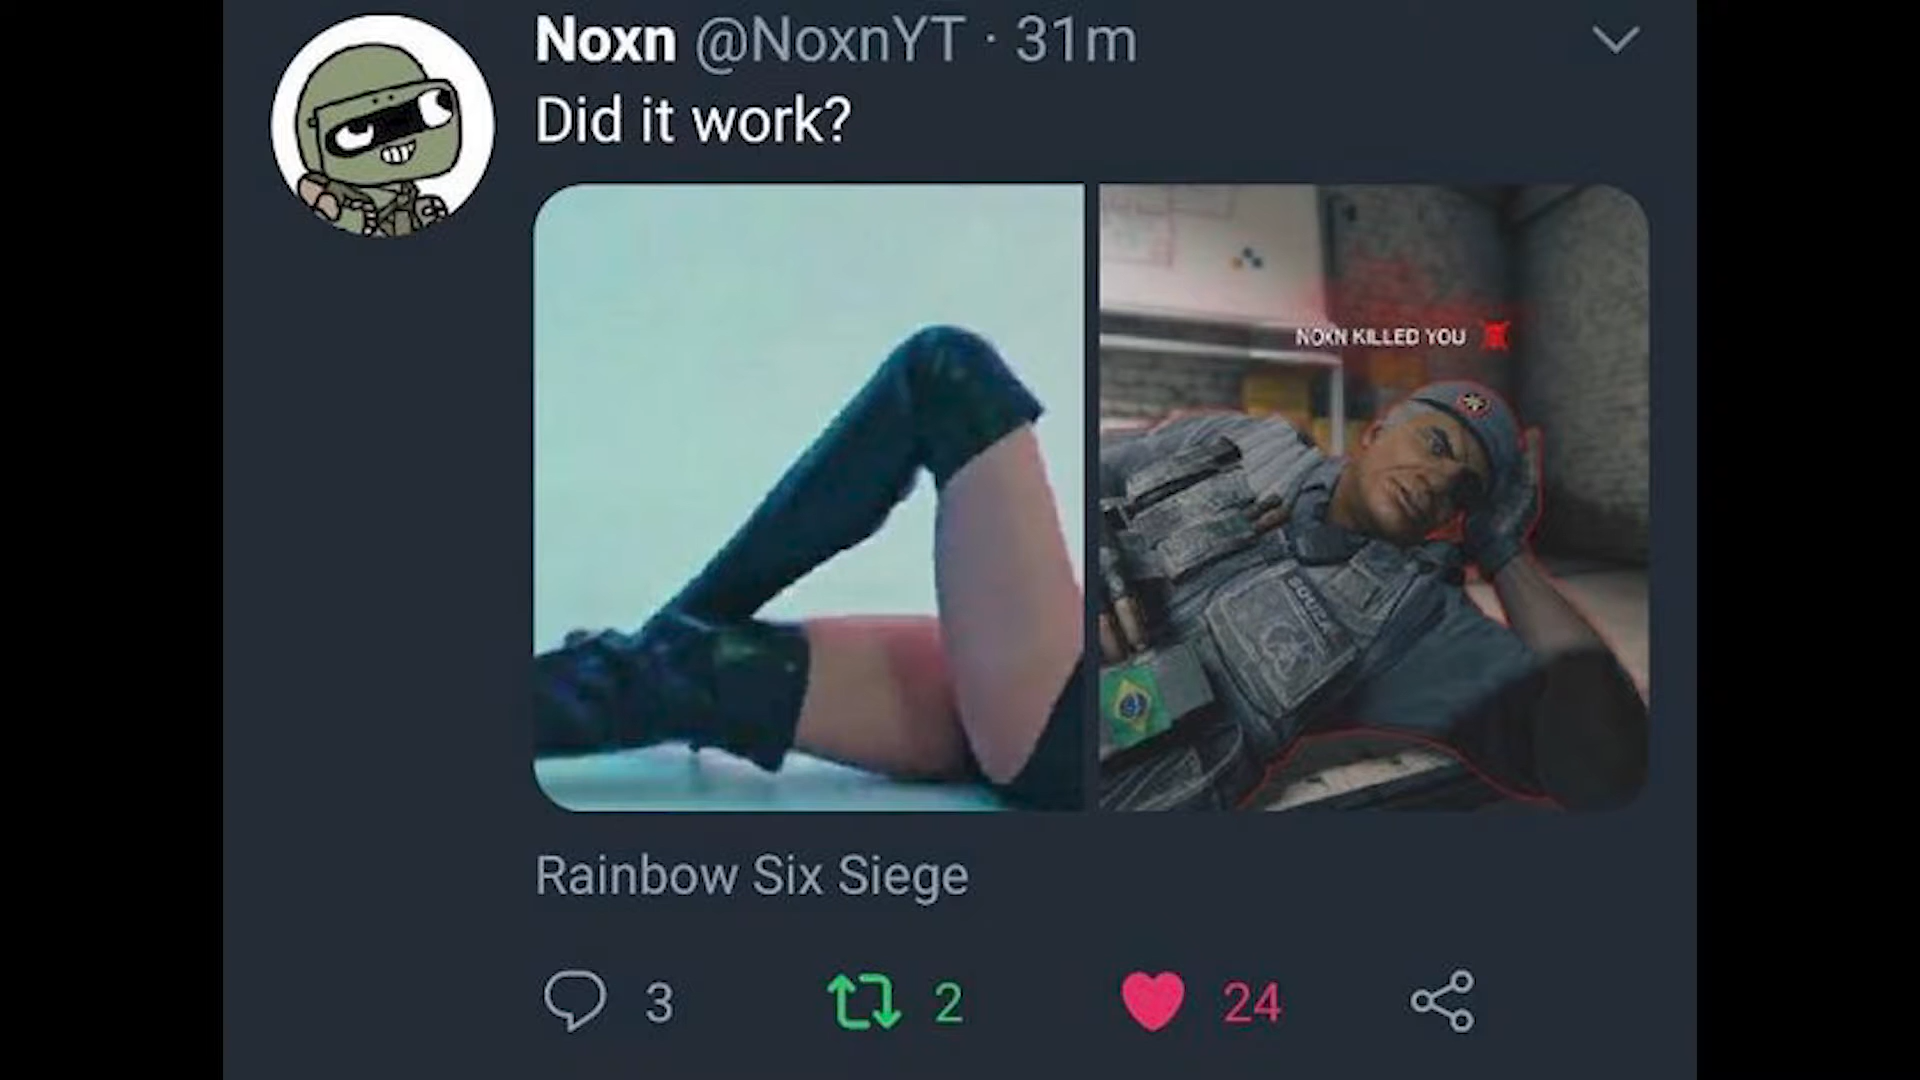 Noxn @NoxnYT · 31m
Did it work?
NOXN KILLED YOU
SOUZA
Rainbow Six Siege
3 2 24